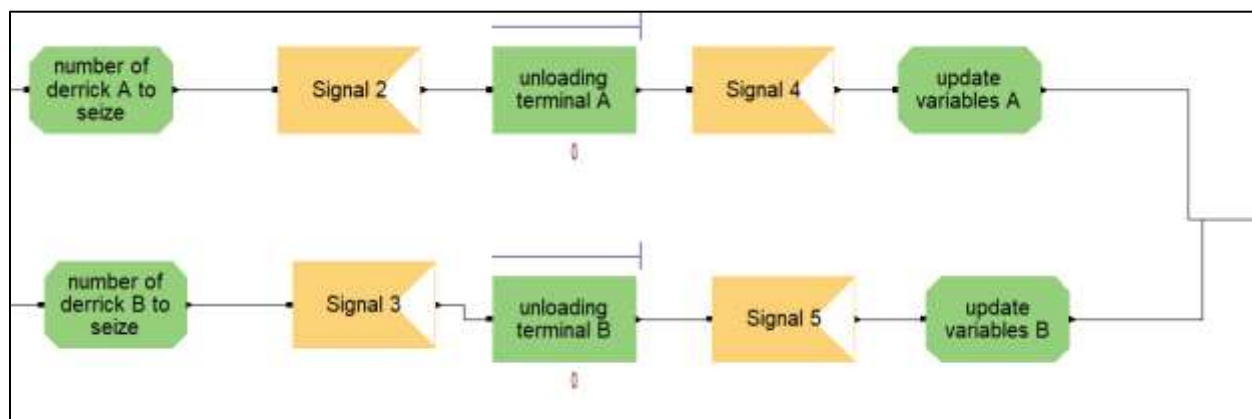 number of
derrick A to
seize
Signal 2
unloading
terminal A
Signal 4
update
variables A
0
number of
derrick B to
seize
Signal 3
unloading
terminal B
Signal 5
update
variables B
0